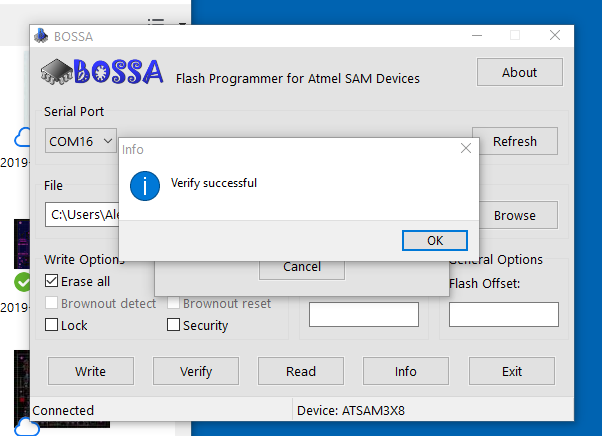 BOSSA
BOSSA
Flash Programmer for Atmel SAM Devices
About
Serial Port
COM16
Refresh
Info
Verify successful
OK
File
C:\Users\Ale
Browse
Cancel
Write Options
Erase all
Brownout detect
Brownout reset
Lock
Security
General Options
Flash Offset:
Write
Verify
Read
Info
Exit
Connected
Device: ATSAM3X8
2019-
2019-